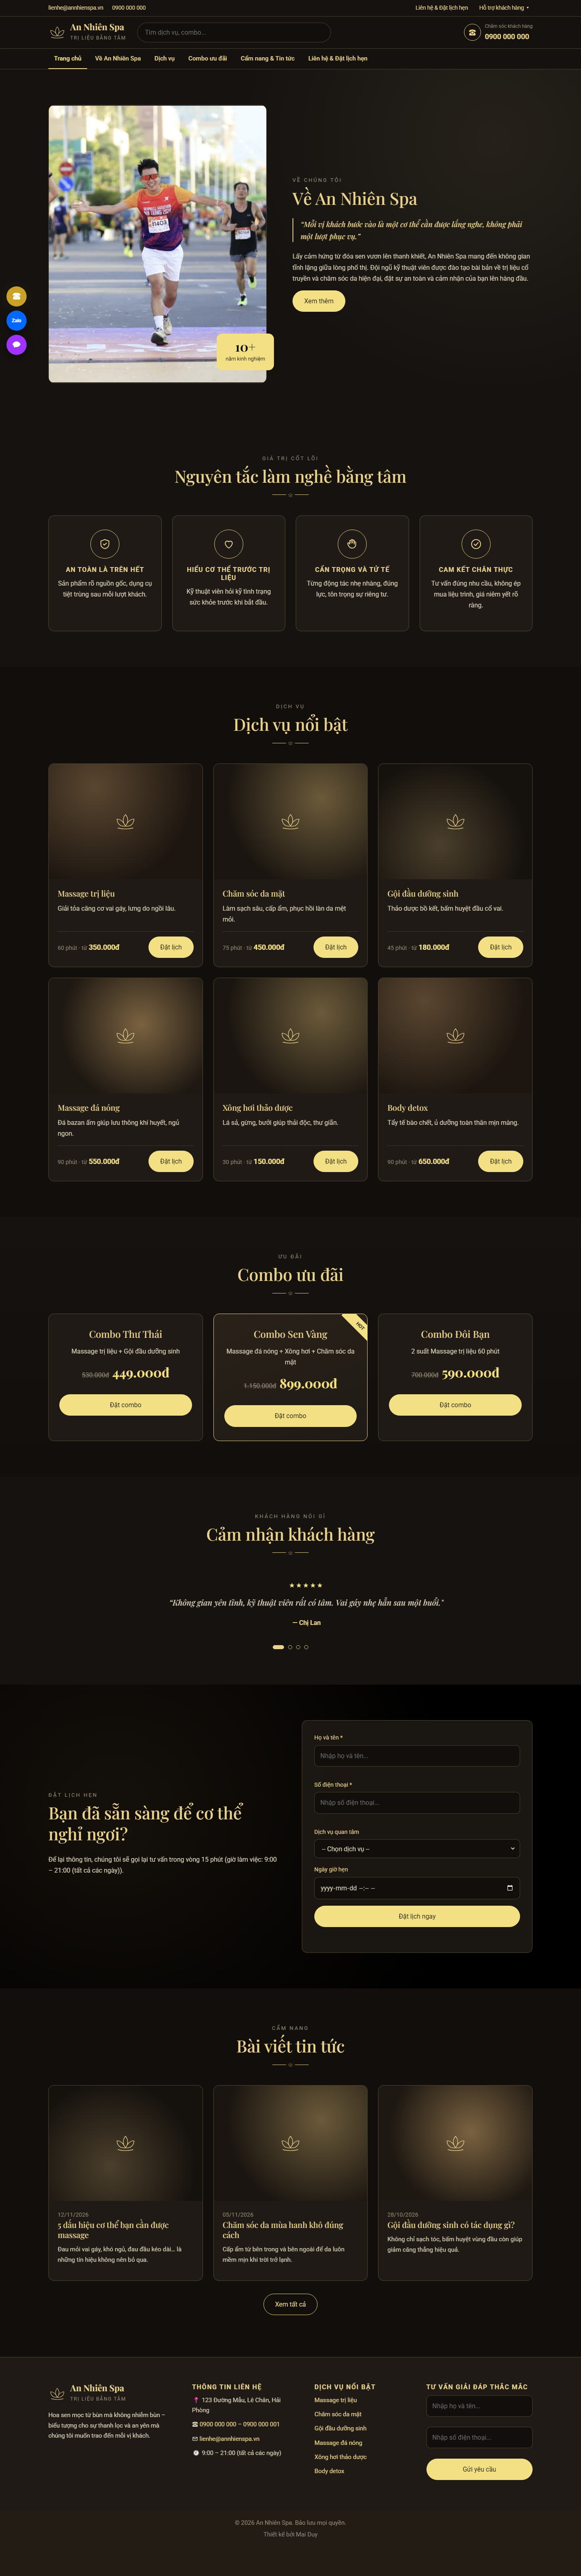 lienhe@annhiemspa.vn 0900 000 000 Liên hệ & Đặt lịch hẹn Hỗ trợ khách hàng
An Nhiên Spa
TRỊ LIỆU BẰNG TÂM
Tìm dịch vụ, combo...
Chăm sóc khách hàng
0900 000 000
Trang chủ Về An Nhiên Spa Dịch vụ Combo ưu đãi Cẩm nang & Tin tức Liên hệ & Đặt lịch hẹn
Zalo
11403
10+
năm kinh nghiệm
VỀ CHÚNG TÔI
Về An Nhiên Spa
“Mỗi vị khách bước vào là một cơ thể cần được lắng nghe, không phải
một lượt phục vụ.”
Lấy cảm hứng từ đóa sen vươn lên thanh khiết, An Nhiên Spa mang đến không gian
tĩnh lặng giữa lòng phố thị. Đội ngũ kỹ thuật viên được đào tạo bài bản về trị liệu cổ
truyền và chăm sóc da hiện đại, đặt sự an toàn và cảm nhận của bạn lên hàng đầu.
Xem thêm
GIÁ TRỊ CỐT LÕI
Nguyên tắc làm nghề bằng tâm
AN TOÀN LÀ TRÊN HẾT
Sản phẩm rõ nguồn gốc, dụng cụ
tiệt trùng sau mỗi lượt khách.
HIỂU CƠ THỂ TRƯỚC TRỊ
LIỆU
Kỹ thuật viên hỏi kỹ tình trạng
sức khỏe trước khi bắt đầu.
CẨN TRỌNG VÀ TỬ TẾ
Từng động tác nhẹ nhàng, đúng
lực, tôn trọng sự riêng tư.
CAM KẾT CHÂN THỰC
Tư vấn đúng nhu cầu, không ép
mua liệu trình, giá niêm yết rõ
ràng.
DỊCH VỤ
Dịch vụ nổi bật
Massage trị liệu
Giải tỏa căng cơ vai gáy, lưng do ngồi lâu.
60 phút · từ 350.000đ Đặt lịch
Chăm sóc da mặt
Làm sạch sâu, cấp ẩm, phục hồi làn da mệt
mỏi.
75 phút · từ 450.000đ Đặt lịch
Gội đầu dưỡng sinh
Thảo dược bồ kết, bấm huyệt đầu cổ vai.
45 phút · từ 180.000đ Đặt lịch
Massage đá nóng
Đá bazan ấm giúp lưu thông khí huyết, ngủ
ngon.
90 phút · từ 550.000đ Đặt lịch
Xông hơi thảo dược
Lá sả, gừng, bưởi giúp thải độc, thư giãn.
30 phút · từ 150.000đ Đặt lịch
Body detox
Tẩy tế bào chết, ủ dưỡng toàn thân mịn màng.
90 phút · từ 650.000đ Đặt lịch
ƯU ĐÃI
Combo ưu đãi
Combo Thư Thái
Massage trị liệu + Gội đầu dưỡng sinh
530.000đ 449.000đ
Đặt combo
HOT
Combo Sen Vàng
Massage đá nóng + Xông hơi + Chăm sóc da
mặt
1.150.000đ 899.000đ
Đặt combo
Combo Đôi Bạn
2 suất Massage trị liệu 60 phút
700.000đ 590.000đ
Đặt combo
KHÁCH HÀNG NÓI GÌ
Cảm nhận khách hàng
★★★★★
“Không gian yên tĩnh, kỹ thuật viên rất có tâm. Vai gáy nhẹ hẳn sau một buổi.”
— Chị Lan
ĐẶT LỊCH HẸN
Bạn đã sẵn sàng để cơ thể
nghỉ ngơi?
Để lại thông tin, chúng tôi sẽ gọi lại tư vấn trong vòng 15 phút (giờ làm việc: 9:00
– 21:00 (tất cả các ngày)).
Họ và tên *
Nhập họ và tên...
Số điện thoại *
Nhập số điện thoại...
Dịch vụ quan tâm
-- Chọn dịch vụ --
Ngày giờ hẹn
yyyy-mm-dd --:-- --
Đặt lịch ngay
CẨM NANG
Bài viết tin tức
12/11/2026
5 dấu hiệu cơ thể bạn cần được
massage
Đau mỏi vai gáy, khó ngủ, đau đầu kéo dài... là
những tín hiệu không nên bỏ qua.
05/11/2026
Chăm sóc da mùa hanh khô đúng
cách
Cấp ẩm từ bên trong và bên ngoài để da luôn
mềm mịn khi trời trở lạnh.
28/10/2026
Gội đầu dưỡng sinh có tác dụng gì?
Không chỉ sạch tóc, bấm huyệt vùng đầu còn giúp
giảm căng thẳng hiệu quả.
Xem tất cả
An Nhiên Spa
TRỊ LIỆU BẰNG TÂM
Hoa sen mọc từ bùn mà không nhiễm bùn –
biểu tượng cho sự thanh lọc và an yên mà
chúng tôi muốn trao đến mỗi vị khách.
THÔNG TIN LIÊN HỆ
123 Đường Mẫu, Lê Chân, Hải
Phòng
0900 000 000 – 0900 000 001
lienhe@annhiemspa.vn
9:00 – 21:00 (tất cả các ngày)
DỊCH VỤ NỔI BẬT
Massage trị liệu
Chăm sóc da mặt
Gội đầu dưỡng sinh
Massage đá nóng
Xông hơi thảo dược
Body detox
TƯ VẤN GIẢI ĐÁP THẮC MẮC
Nhập họ và tên...
Nhập số điện thoại...
Gửi yêu cầu
© 2026 An Nhiên Spa. Bảo lưu mọi quyền.
Thiết kế bởi Mai Duy